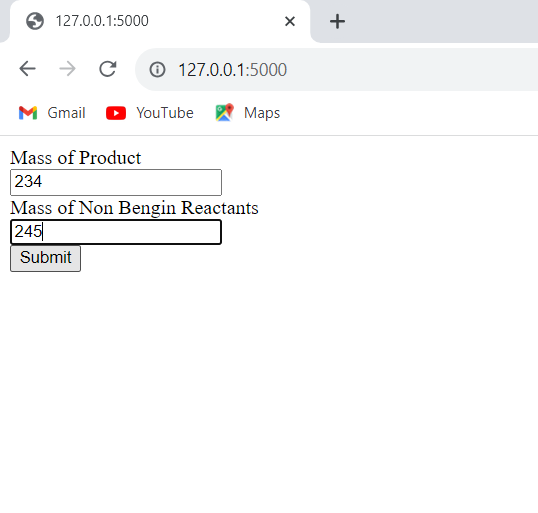 127.0.0.1:5000
127.0.0.1:5000
Gmail YouTube Maps
Mass of Product
234
Mass of Non Bengin Reactants
245
Submit